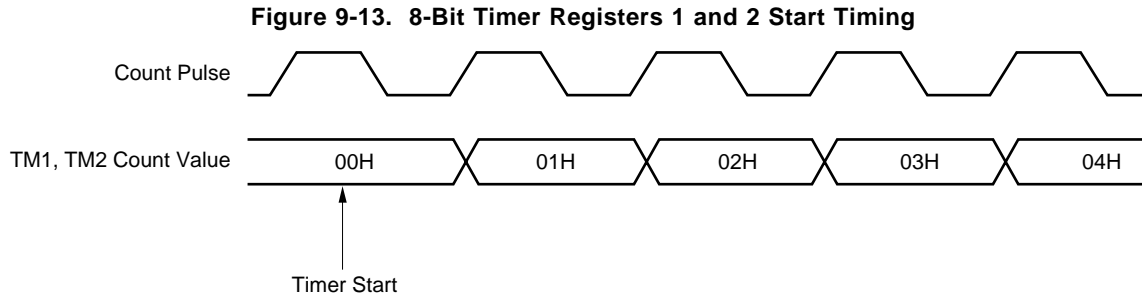 Figure 9-13. 8-Bit Timer Registers 1 and 2 Start Timing
Count Pulse
TM1, TM2 Count Value
00H 01H 02H 03H 04H
Timer Start